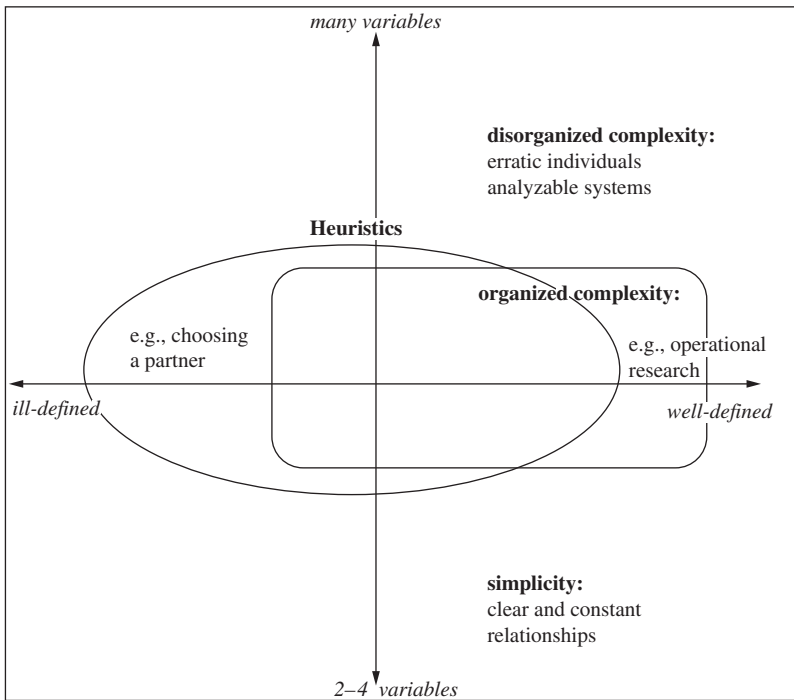 many variables
disorganized complexity:
erratic individuals
analyzable systems
Heuristics
organized complexity:
e.g., choosing
a partner
e.g., operational
research
ill-defined
well-defined
simplicity:
clear and constant
relationships
2–4 variables